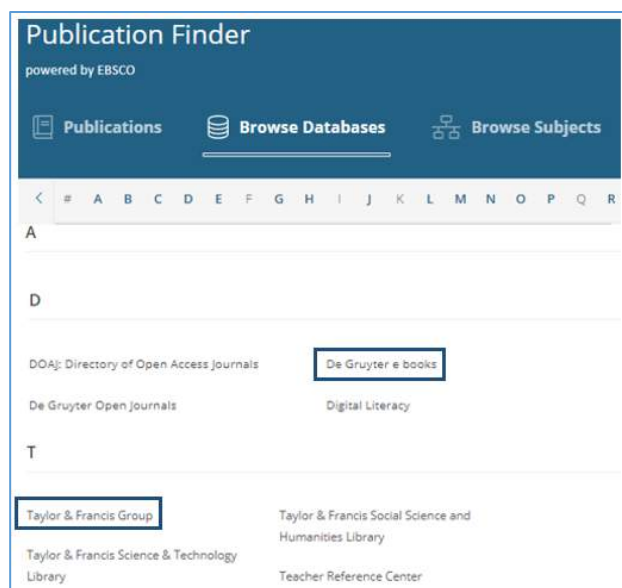 Publication Finder
powered by EBSCO
Publications Browse Databases Browse Subjects
< # A B C D E F G H I J K L M N O P Q R
A
D
DOAJ: Directory of Open Access Journals De Gruyter e books
De Gruyter Open Journals Digital Literacy
T
Taylor & Francis Group Taylor & Francis Social Science and
Humanities Library
Taylor & Francis Science & Technology
Library Teacher Reference Center